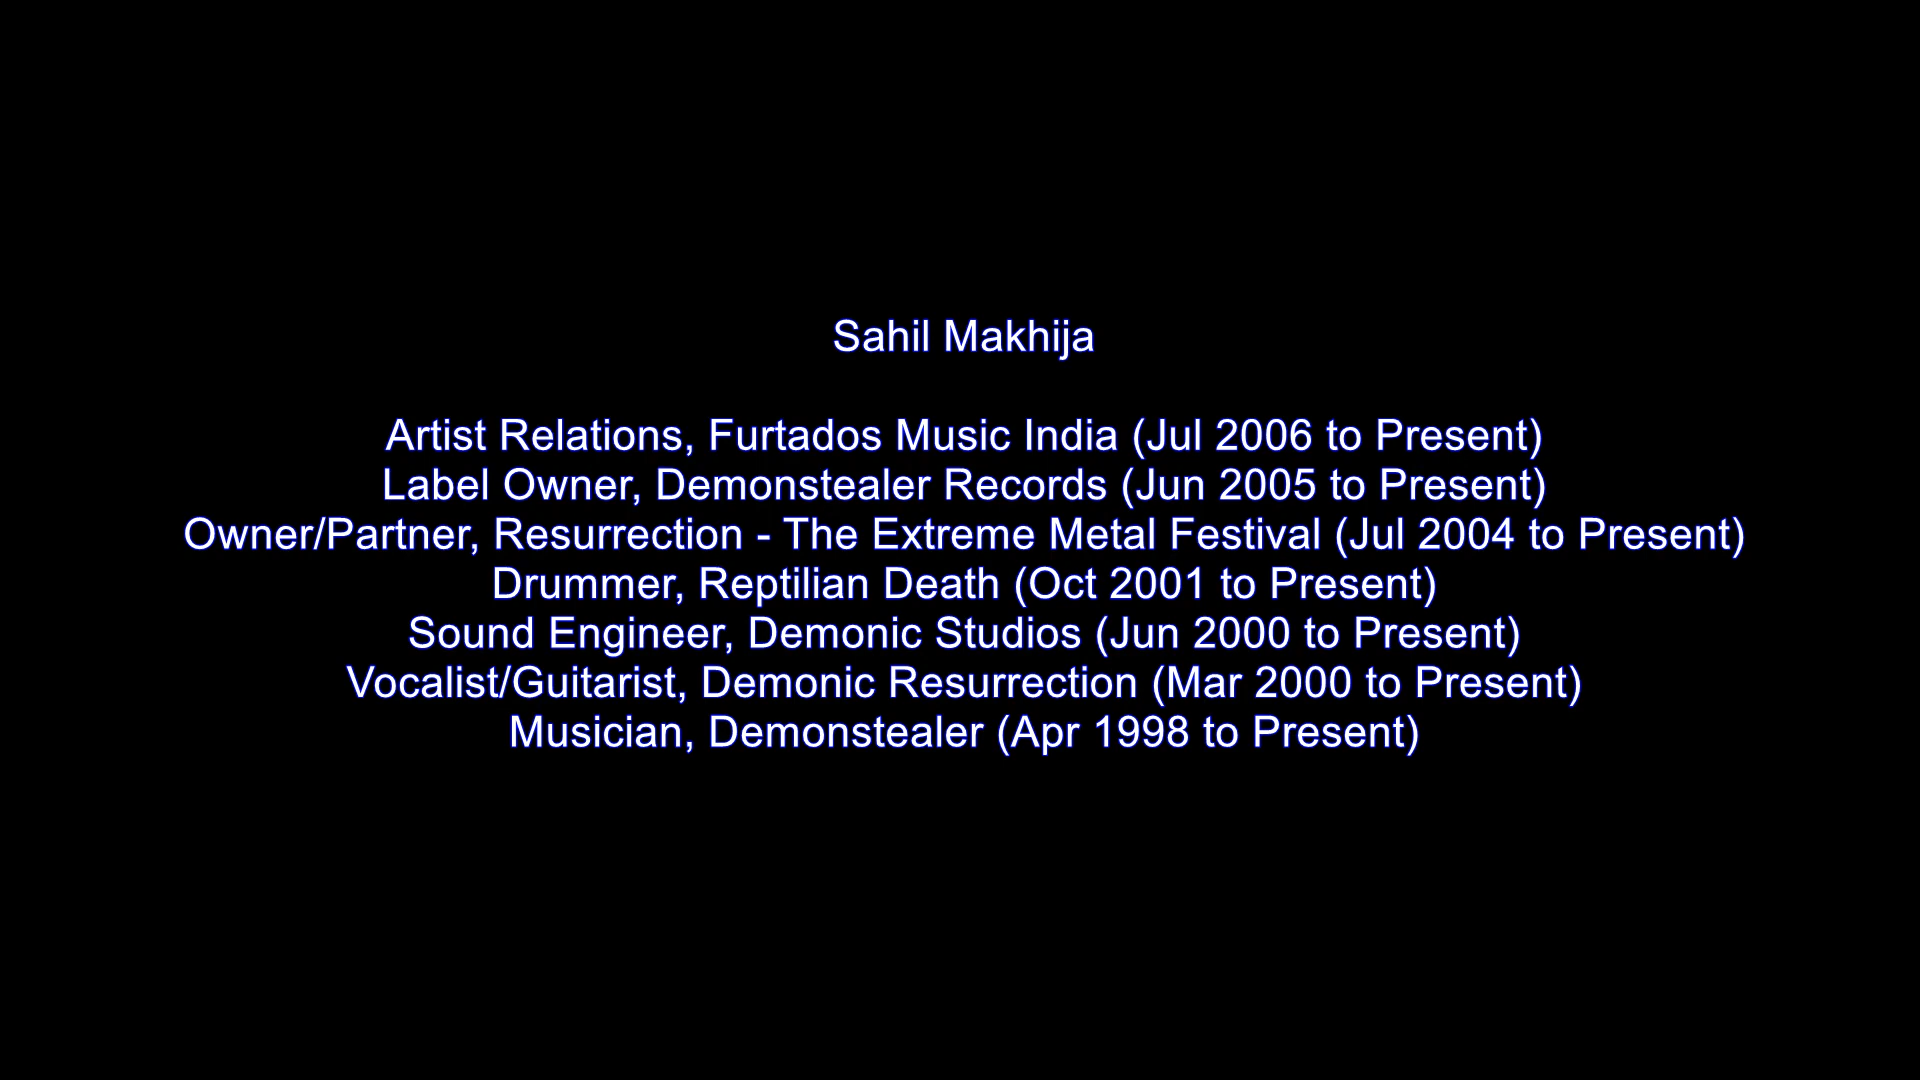 Sahil Makhija
Artist Relations, Furtados Music India (Jul 2006 to Present)
Label Owner, Demonstealer Records (Jun 2005 to Present)
Owner/Partner, Resurrection - The Extreme Metal Festival (Jul 2004 to Present)
Drummer, Reptilian Death (Oct 2001 to Present)
Sound Engineer, Demonic Studios (Jun 2000 to Present)
Vocalist/Guitarist, Demonic Resurrection (Mar 2000 to Present)
Musician, Demonstealer (Apr 1998 to Present)